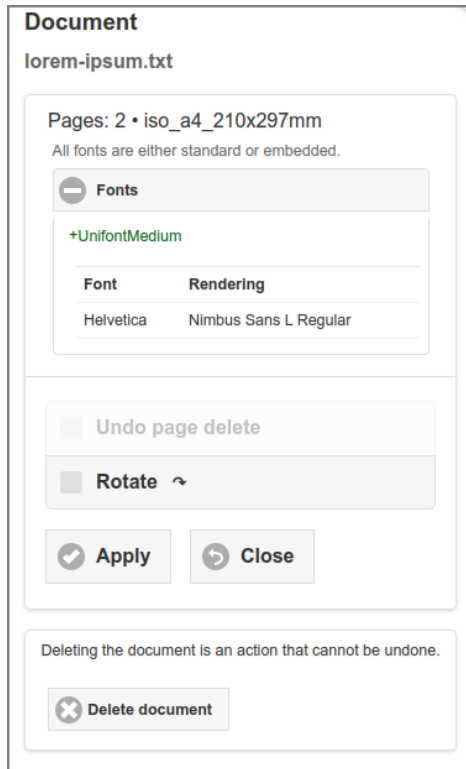 Document
lorem-ipsum.txt
Pages: 2 • iso_a4_210x297mm
All fonts are either standard or embedded.
Fonts
+UnifontMedium
Font Rendering
Helvetica Nimbus Sans L Regular
Undo page delete
Rotate ↷
Apply Close
Deleting the document is an action that cannot be undone.
Delete document